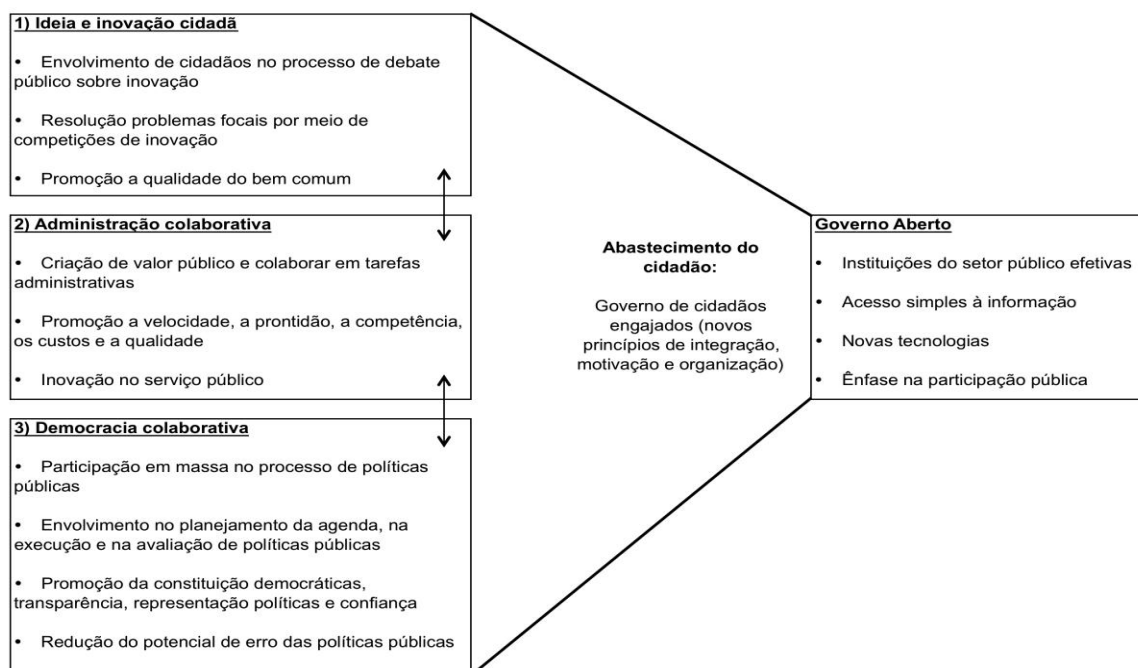 1) Ideia e inovação cidadã
• Envolvimento de cidadãos no processo de debate
público sobre inovação
• Resolução problemas focais por meio de
competições de inovação
• Promoção a qualidade do bem comum
2) Administração colaborativa
• Criação de valor público e colaborar em tarefas
administrativas
• Promoção a velocidade, a prontidão, a competência,
os custos e a qualidade
• Inovação no serviço público
3) Democracia colaborativa
• Participação em massa no processo de políticas
públicas
• Envolvimento no planejamento da agenda, na
execução e na avaliação de políticas públicas
• Promoção da constituição democráticas,
transparência, representação políticas e confiança
• Redução do potencial de erro das políticas públicas
Abastecimento do
cidadão:
Governo de cidadãos
engajados (novos
princípios de integração,
motivação e organização)
Governo Aberto
• Instituições do setor público efetivas
• Acesso simples à informação
• Novas tecnologias
• Ênfase na participação pública